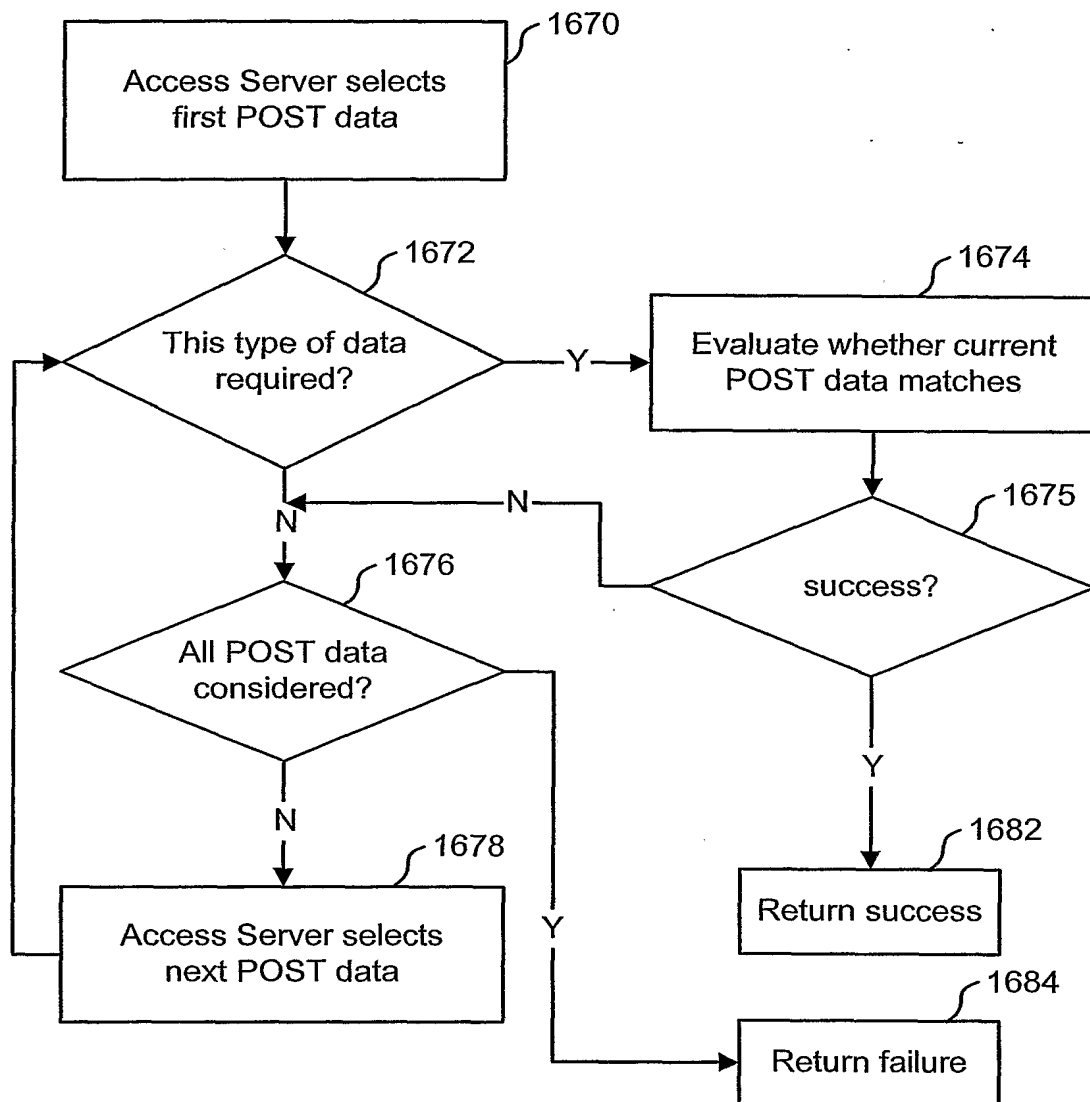 1670
Access Server selects
first POST data
1672
This type of data
required?
Y
1674
Evaluate whether current
POST data matches
N
N
1675
success?
1676
All POST data
considered?
Y
N
1678
Access Server selects
next POST data
Y
1682
Return success
1684
Return failure